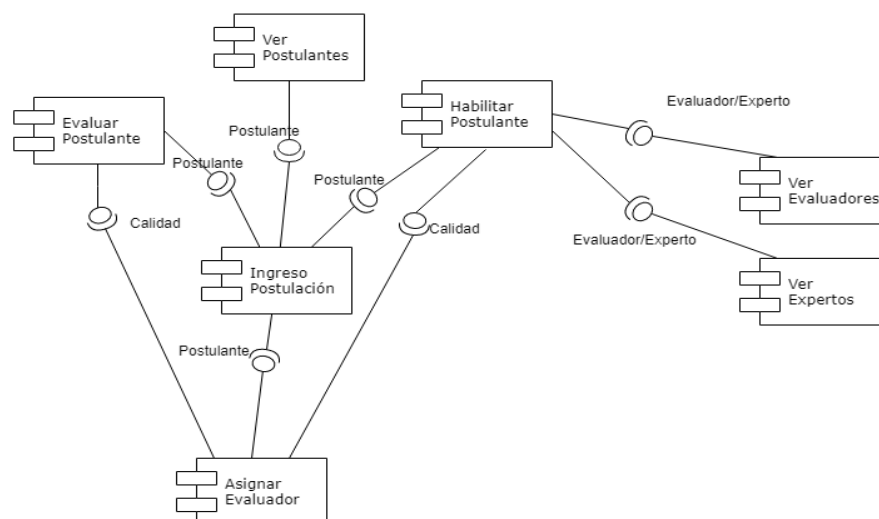 Ver
Postulantes
Habilitar
Postulante
Evaluador/Experto
Evaluar
Postulante
Postulante
Postulante
Postulante
Ver
Evaluadores
Calidad
Calidad
Evaluador/Experto
Ingreso
Postulación
Ver
Expertos
Postulante
Asignar
Evaluador